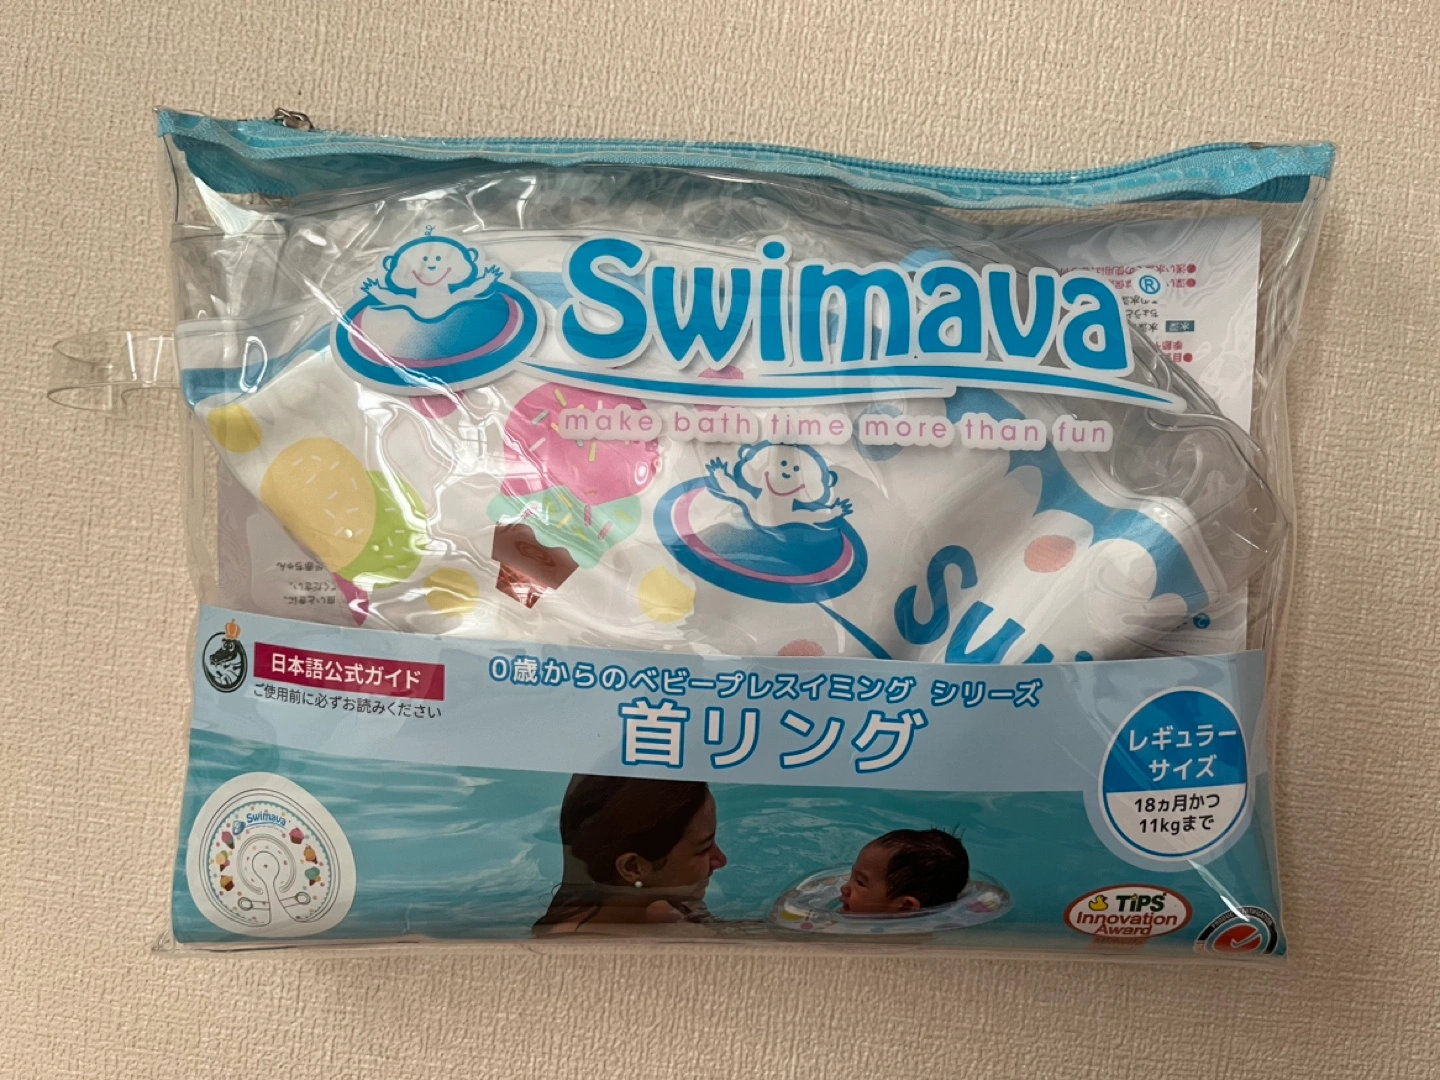 Swimava®
make bath time more than fun
Swi
日本語公式ガイド
ご使用前に必ずお読みください
0歳からのベビープレスイミング シリーズ
首リング
レギュラー
サイズ
18ヵ月かつ
11kgまで
Swimava
TiPS
Innovation
Award